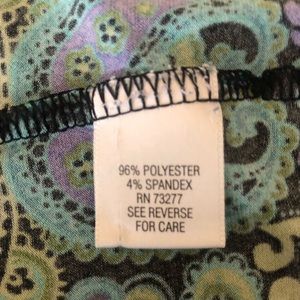 96% POLYESTER
4% SPANDEX
RN 73277
SEE REVERSE
FOR CARE